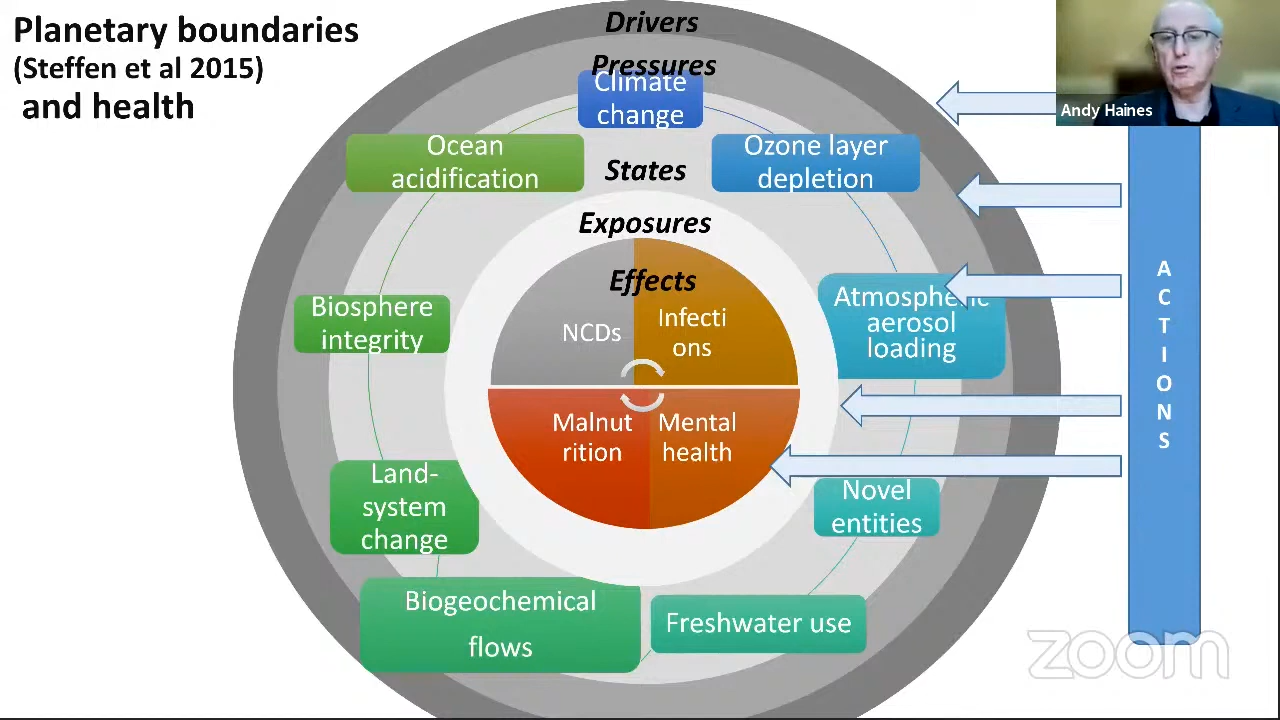 Planetary boundaries
(Steffen et al 2015)
and health
Drivers
Pressures
Climate
change
Ocean
acidification
States
Ozone layer
depletion
Exposures
Effects
Biosphere
integrity
NCDs
Infecti
ons
Atmospheric
aerosol
loading
Malnut
rition
Mental
health
Land-
system
change
Novel
entities
Biogeochemical
flows
Freshwater use
A
C
T
I
O
N
S
Andy Haines
zoom